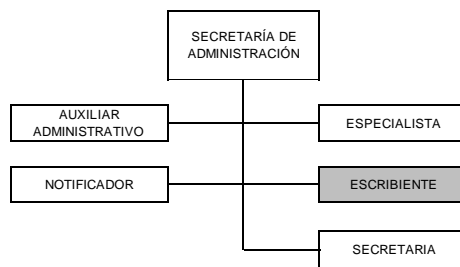 SECRETARÍA DE
ADMINISTRACIÓN
AUXILIAR
ADMINISTRATIVO
ESPECIALISTA
NOTIFICADOR
ESCRIBIENTE
SECRETARIA